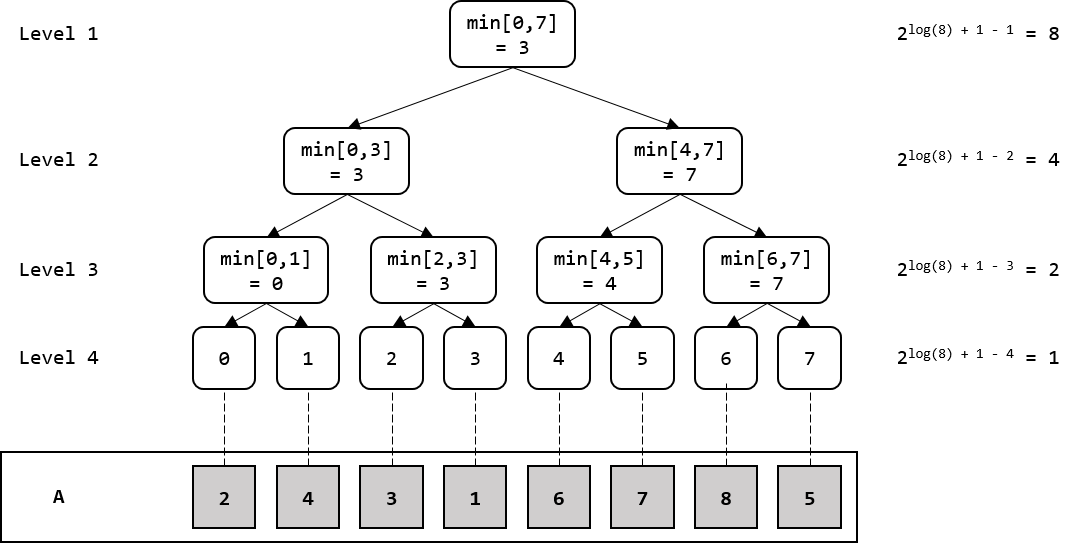 Level 1
min[0,7]
= 3
2^log(8) + 1 - 1 = 8
Level 2
min[0,3]
= 3
min[4,7]
= 7
2^log(8) + 1 - 2 = 4
Level 3
min[0,1]
= 0
min[2,3]
= 3
min[4,5]
= 4
min[6,7]
= 7
2^log(8) + 1 - 3 = 2
Level 4
0 1 2 3 4 5 6 7
2^log(8) + 1 - 4 = 1
A 2 4 3 1 6 7 8 5